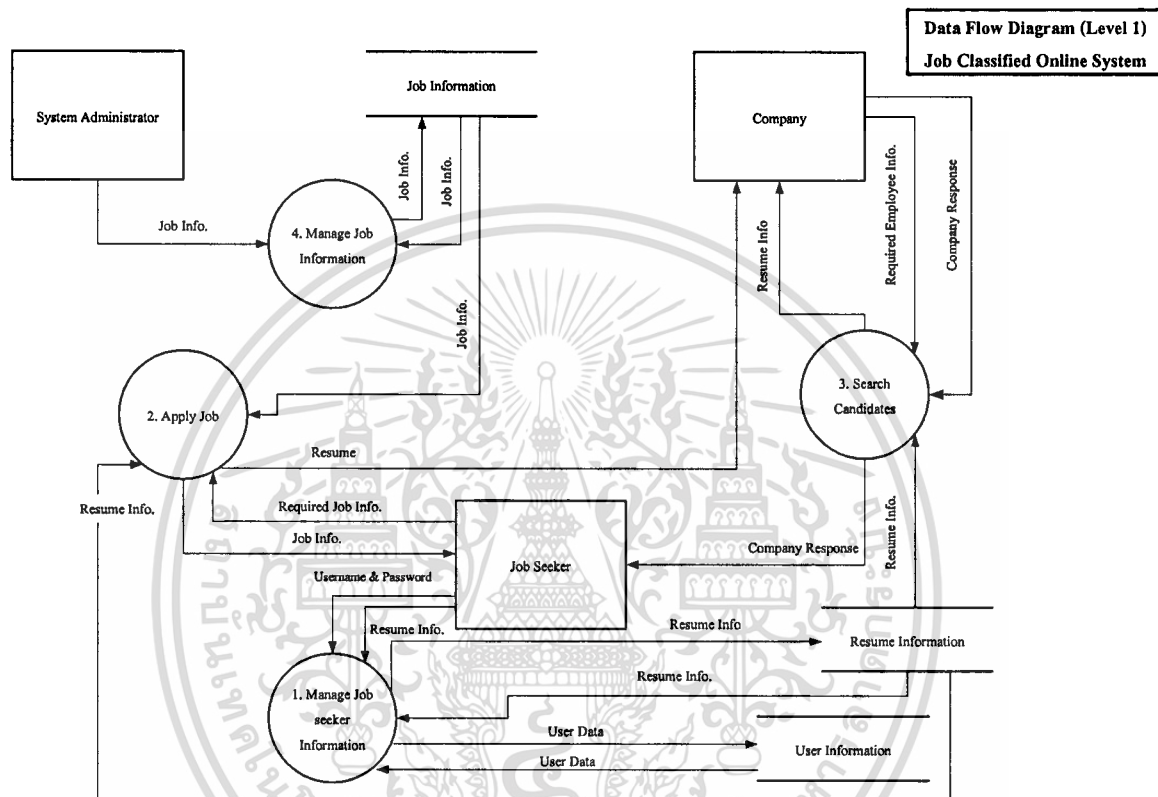 Data Flow Diagram (Level 1)
Job Classified Online System
System Administrator
Job Information
Company
Job Info.
Job Info.
Job Info.
4. Manage Job
Information
Job Info.
Resume Info
Required Employee Info.
Company Response
3. Search
Candidates
2. Apply Job
Resume
Resume Info.
Required Job Info.
Job Info.
Job Seeker
Company Response
Resume Info.
Username & Password
Resume Info.
Resume Info
Resume Information
1. Manage Job
seeker
Information
Resume Info.
User Data
User Information
User Data